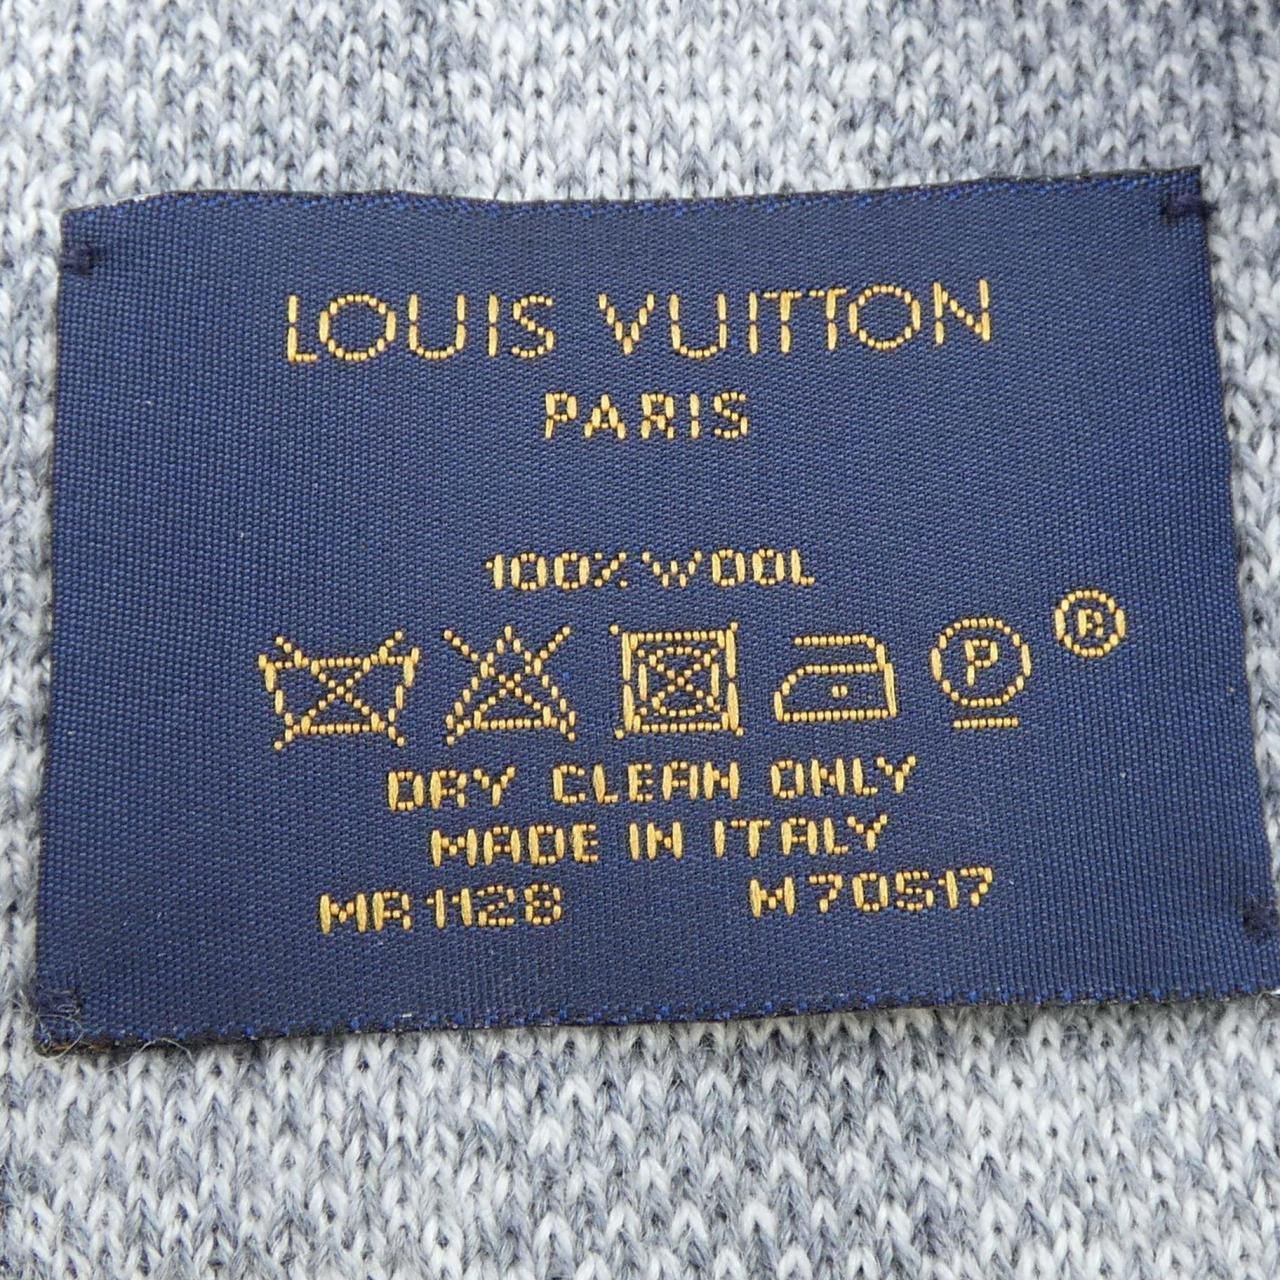 LOUIS VUITTON
PARIS
100% WOOL
P ®
DRY CLEAN ONLY
MADE IN ITALY
MR1128 M70517